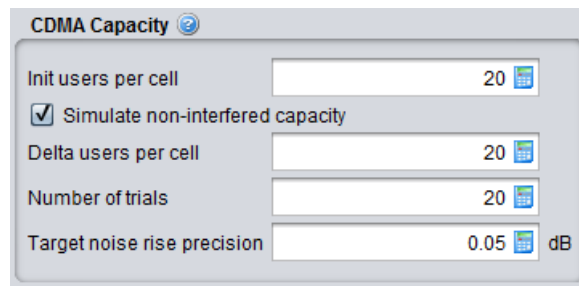 CDMA Capacity
Init users per cell 20
Simulate non-interfered capacity
Delta users per cell 20
Number of trials 20
Target noise rise precision 0.05 dB